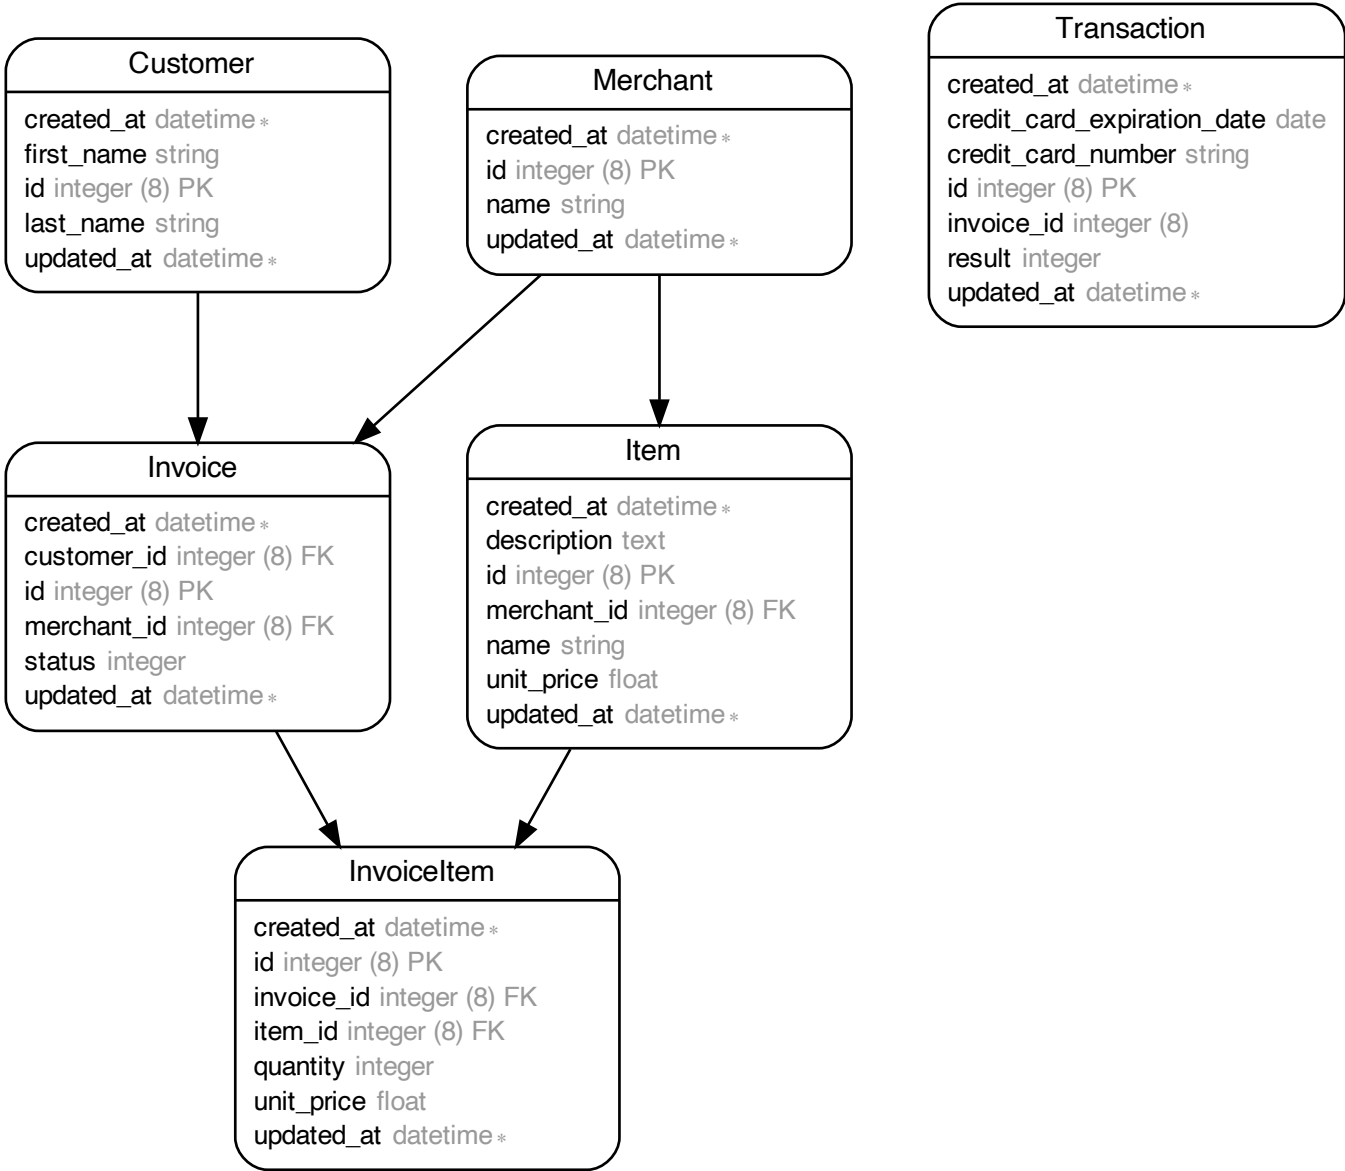 Customer
created_at datetime *
first_name string
id integer (8) PK
last_name string
updated_at datetime *
Merchant
created_at datetime *
id integer (8) PK
name string
updated_at datetime *
Transaction
created_at datetime *
credit_card_expiration_date date
credit_card_number string
id integer (8) PK
invoice_id integer (8)
result integer
updated_at datetime *
Invoice
created_at datetime *
customer_id integer (8) FK
id integer (8) PK
merchant_id integer (8) FK
status integer
updated_at datetime *
Item
created_at datetime *
description text
id integer (8) PK
merchant_id integer (8) FK
name string
unit_price float
updated_at datetime *
InvoiceItem
created_at datetime *
id integer (8) PK
invoice_id integer (8) FK
item_id integer (8) FK
quantity integer
unit_price float
updated_at datetime *